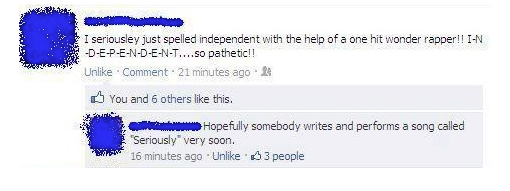 I seriousley just spelled independent with the help of a one hit wonder rapper!! I-N
-D-E-P-E-N-D-E-N-T....so pathetic!!
Unlike · Comment · 21 minutes ago ·
You and 6 others like this.
Hopefully somebody writes and performs a song called
"Seriously" very soon.
16 minutes ago · Unlike · 3 people